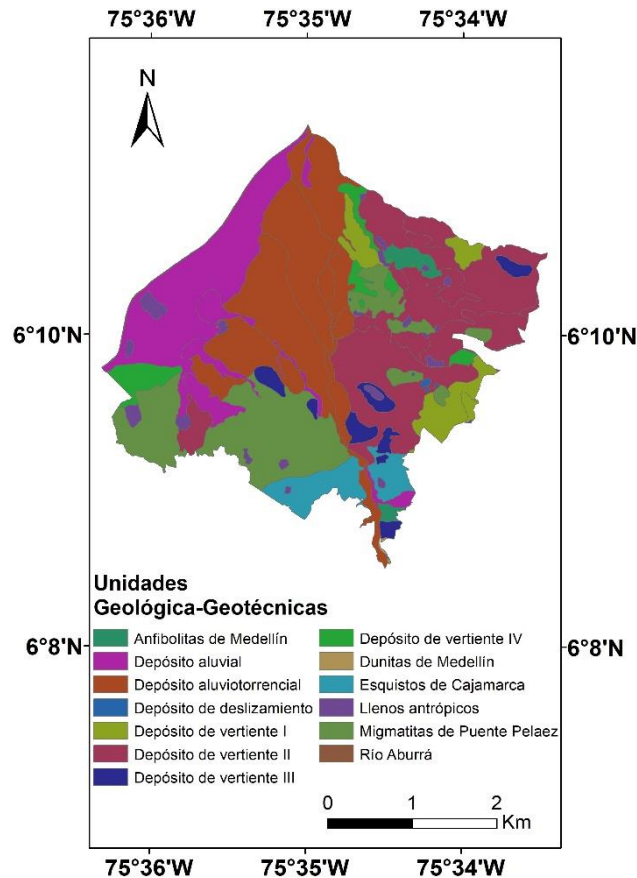 75°36'W 75°35'W 75°34'W
N
6°10'N 6°10'N
Unidades
Geológica-Geotécnicas
6°8'N 6°8'N
Anfibolitas de Medellín
Depósito aluvial
Depósito aluviotorrencial
Depósito de deslizamiento
Depósito de vertiente I
Depósito de vertiente II
Depósito de vertiente III
Depósito de vertiente IV
Dunitas de Medellín
Esquistos de Cajamarca
Llenos antrópicos
Migmatitas de Puente Pelaez
Río Aburrá
0 1 2
Km
75°36'W 75°35'W 75°34'W